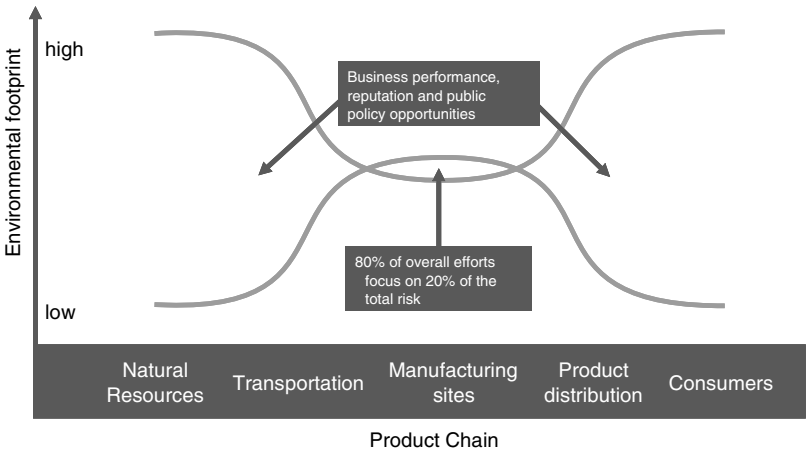 Environmental footprint
high
Business performance,
reputation and public
policy opportunities
80% of overall efforts
focus on 20% of the
total risk
low
Natural
Resources
Transportation
Manufacturing
sites
Product
distribution
Consumers
Product Chain